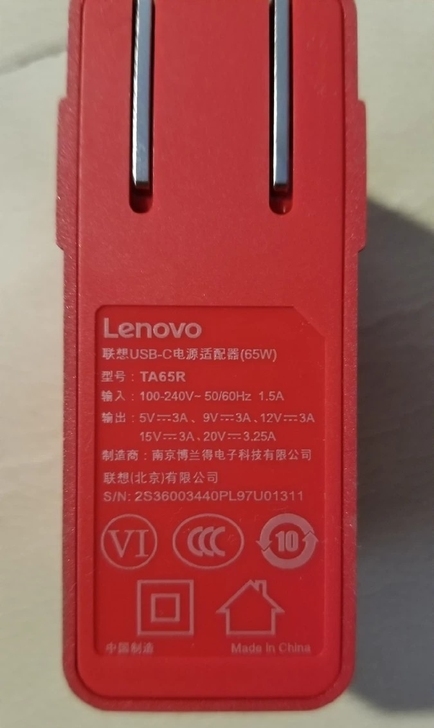 Lenovo
联想USB-C电源适配器(65W)
型号：TA65R
输入：100-240V~50/60Hz 1.5A
输出：5V⎓3A、9V⎓3A、12V⎓3A
15V⎓3A、20V⎓3.25A
制造商：南京博兰得电子科技有限公司
联想(北京)有限公司
S/N: 2S36003440PL97U01311
VI CCC 10
中国制造 Made in China